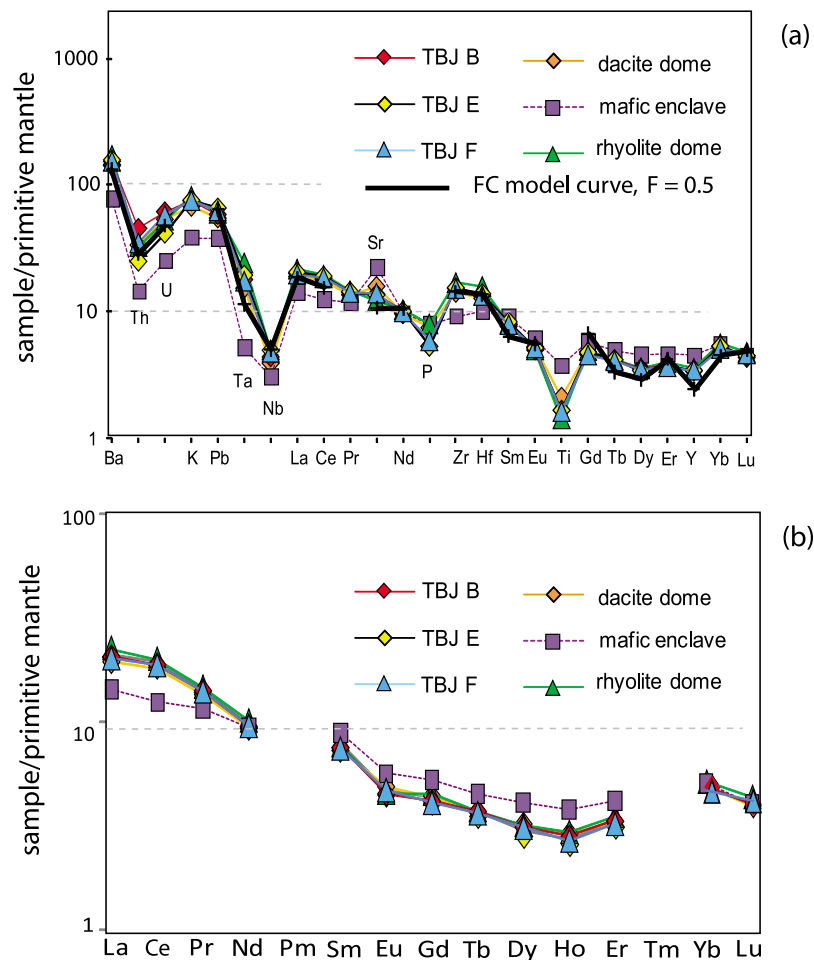 (a)
sample/primitive mantle
1000
100
10
1
TBJ B
dacite dome
TBJ E
mafic enclave
TBJ F
rhyolite dome
FC model curve, F = 0.5
Sr
Th
U
Ta
Nb
P
Ba K Pb La Ce Pr Nd Zr Hf Sm Eu Ti Gd Tb Dy Er Y Yb Lu
(b)
sample/primitive mantle
100
10
1
TBJ B
dacite dome
TBJ E
mafic enclave
TBJ F
rhyolite dome
La Ce Pr Nd Pm Sm Eu Gd Tb Dy Ho Er Tm Yb Lu